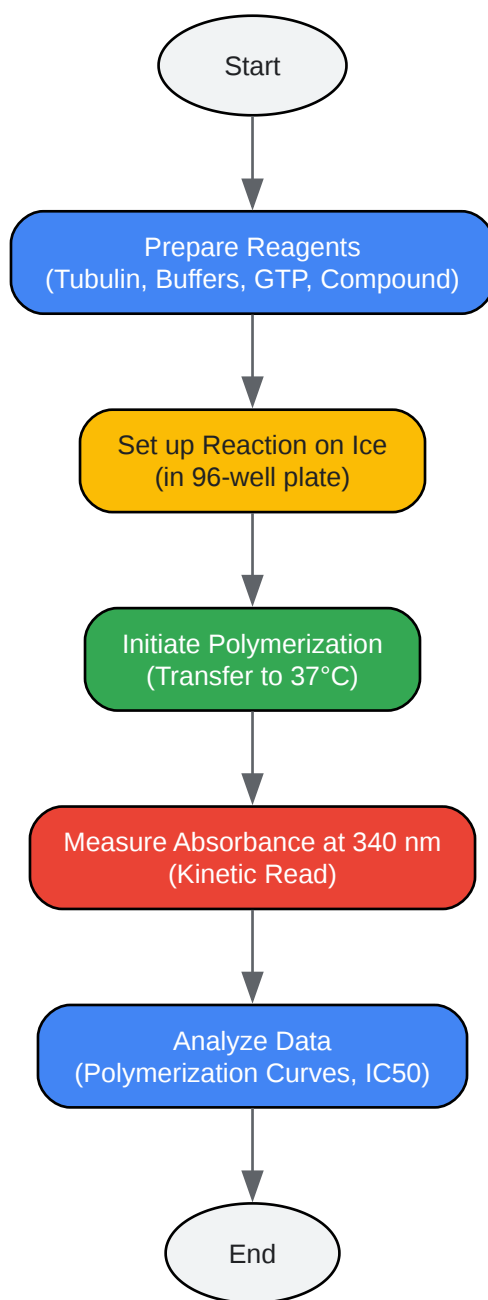 Start
Prepare Reagents
(Tubulin, Buffers, GTP, Compound)
Set up Reaction on Ice
(in 96-well plate)
Initiate Polymerization
(Transfer to 37°C)
Measure Absorbance at 340 nm
(Kinetic Read)
Analyze Data
(Polymerization Curves, IC50)
End